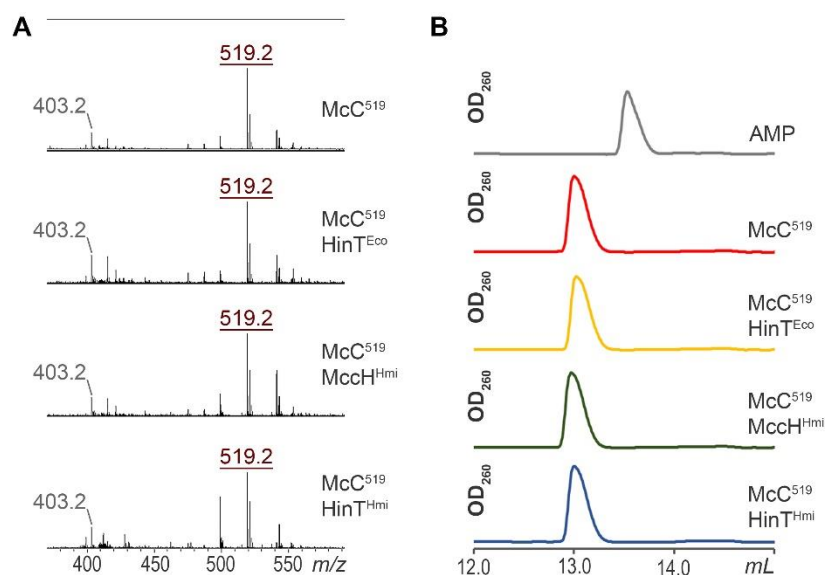 A
519.2
403.2
McC⁵¹⁹
519.2
403.2
McC⁵¹⁹
HinTᴱᶜᵒ
519.2
403.2
McC⁵¹⁹
MccHᴴᵐⁱ
519.2
403.2
McC⁵¹⁹
HinTᴴᵐⁱ
400 450 500 550 m/z
B
OD₂₆₀
AMP
OD₂₆₀
McC⁵¹⁹
OD₂₆₀
McC⁵¹⁹
HinTᴱᶜᵒ
OD₂₆₀
McC⁵¹⁹
MccHᴴᵐⁱ
OD₂₆₀
McC⁵¹⁹
HinTᴴᵐⁱ
12.0 13.0 14.0 mL